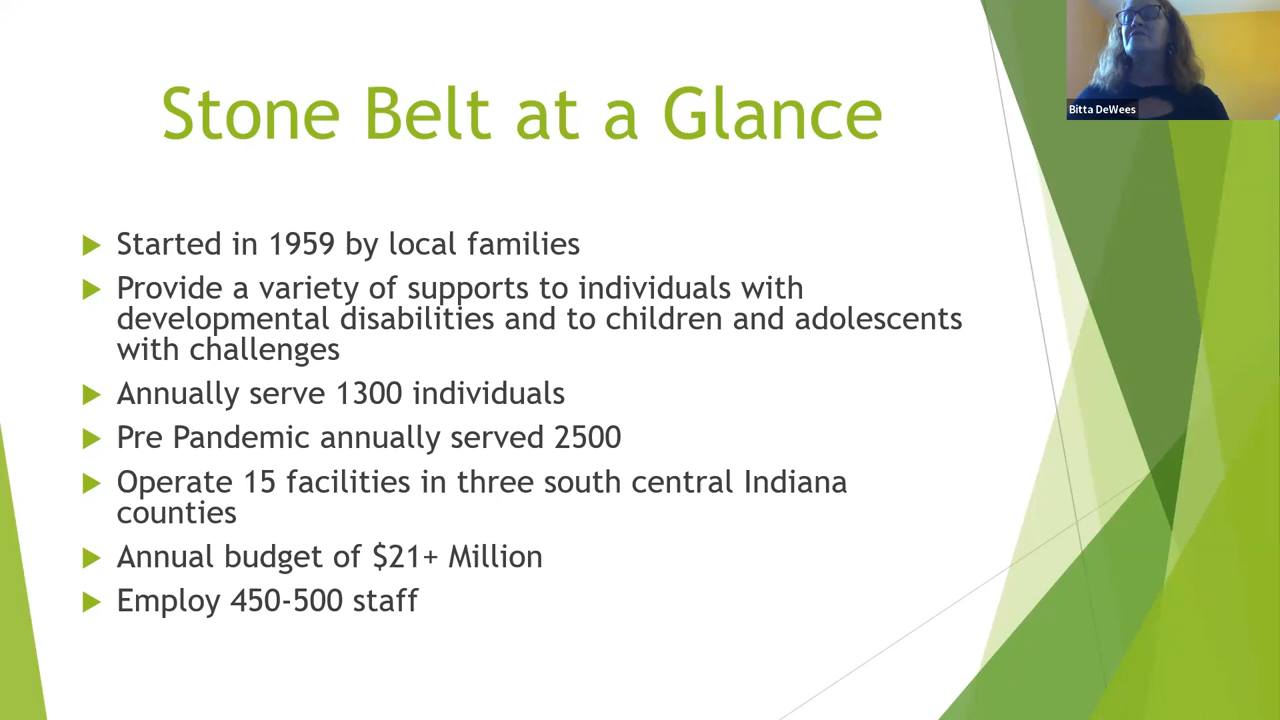 Stone Belt at a Glance
Bitta DeWees
Started in 1959 by local families
Provide a variety of supports to individuals with
developmental disabilities and to children and adolescents
with challenges
Annually serve 1300 individuals
Pre Pandemic annually served 2500
Operate 15 facilities in three south central Indiana
counties
Annual budget of $21+ Million
Employ 450-500 staff